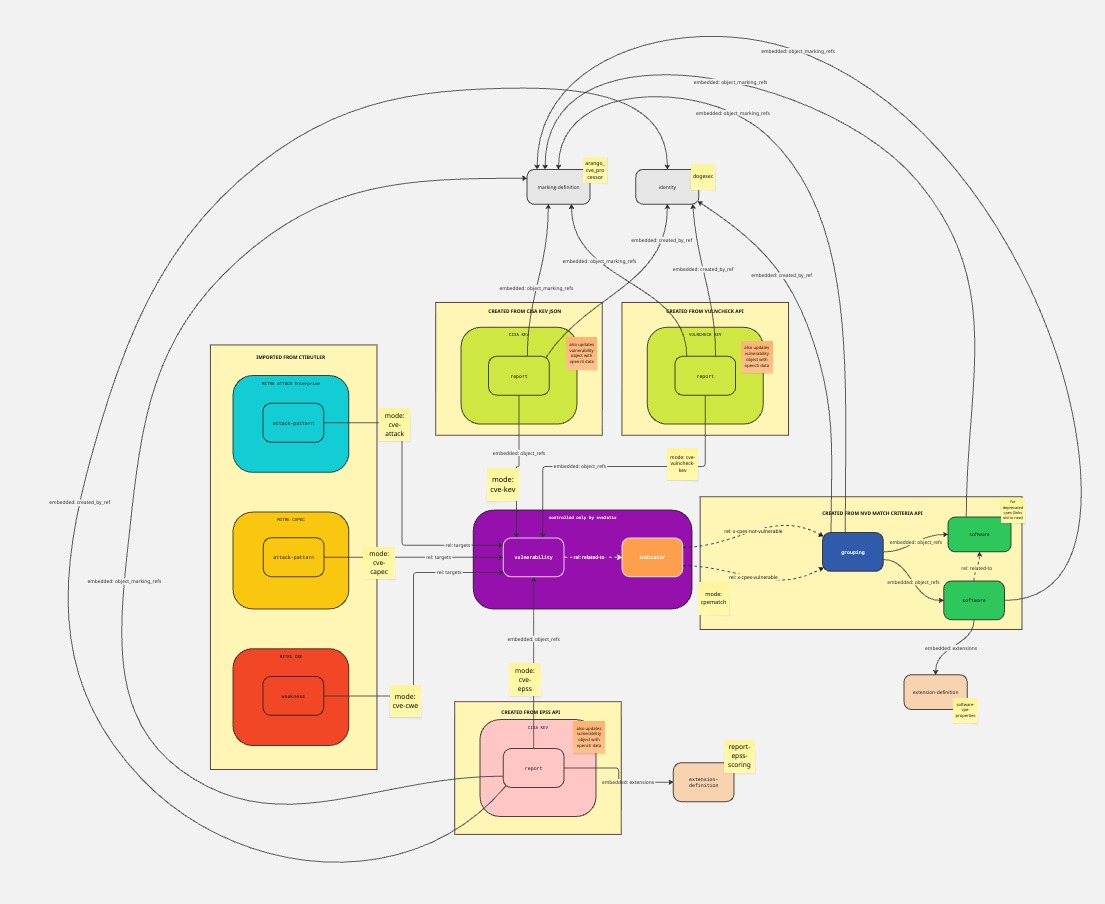 embedded: object_marking_refs
embedded: object_marking_refs
embedded: object_marking_refs
arango_
cve_pro
cessor
marking-definition
dogesec
identity
embedded: created_by_ref
embedded: object_marking_refs
embedded: created_by_ref
embedded: created_by_ref
embedded: object_marking_refs
CREATED FROM CISA KEV JSON
CISA KEV
also updates
vulnerability
object with
opencti data
report
CREATED FROM VULNCHECK API
VULNCHECK KEV
also updates
vulnerability
object with
opencti data
report
IMPORTED FROM CTIBUTLER
MITRE ATT&CK Enterprise
attack-pattern
mode:
cve-
attack
embedded: object_refs
mode:
cve-kev
embedded: object_refs
mode: cve-
vulncheck-
kev
embedded: created_by_ref
MITRE CAPEC
attack-pattern
mode:
cve-
capec
rel: targets
rel: targets
rel: targets
controlled only by cve2stix
vulnerability
rel: related-to
indicator
rel: x-cpes-not-vulnerable
rel: x-cpes-vulnerable
mode:
cpematch
CREATED FROM NVD MATCH CRITERIA API
for
deprecated
grouping
embedded: object_refs
embedded: object_refs
software
rel: related-to
software
embedded: object_marking_refs
embedded: object_refs
embedded: extensions
extension-definition
software-
cpe-
properties
MITRE CWE
weakness
mode:
cve-cwe
mode:
cve-
epss
CREATED FROM EPSS API
CISA KEV
also updates
vulnerability
object with
opencti data
report
embedded: extensions
report-
epss-
scoring
extension-
definition